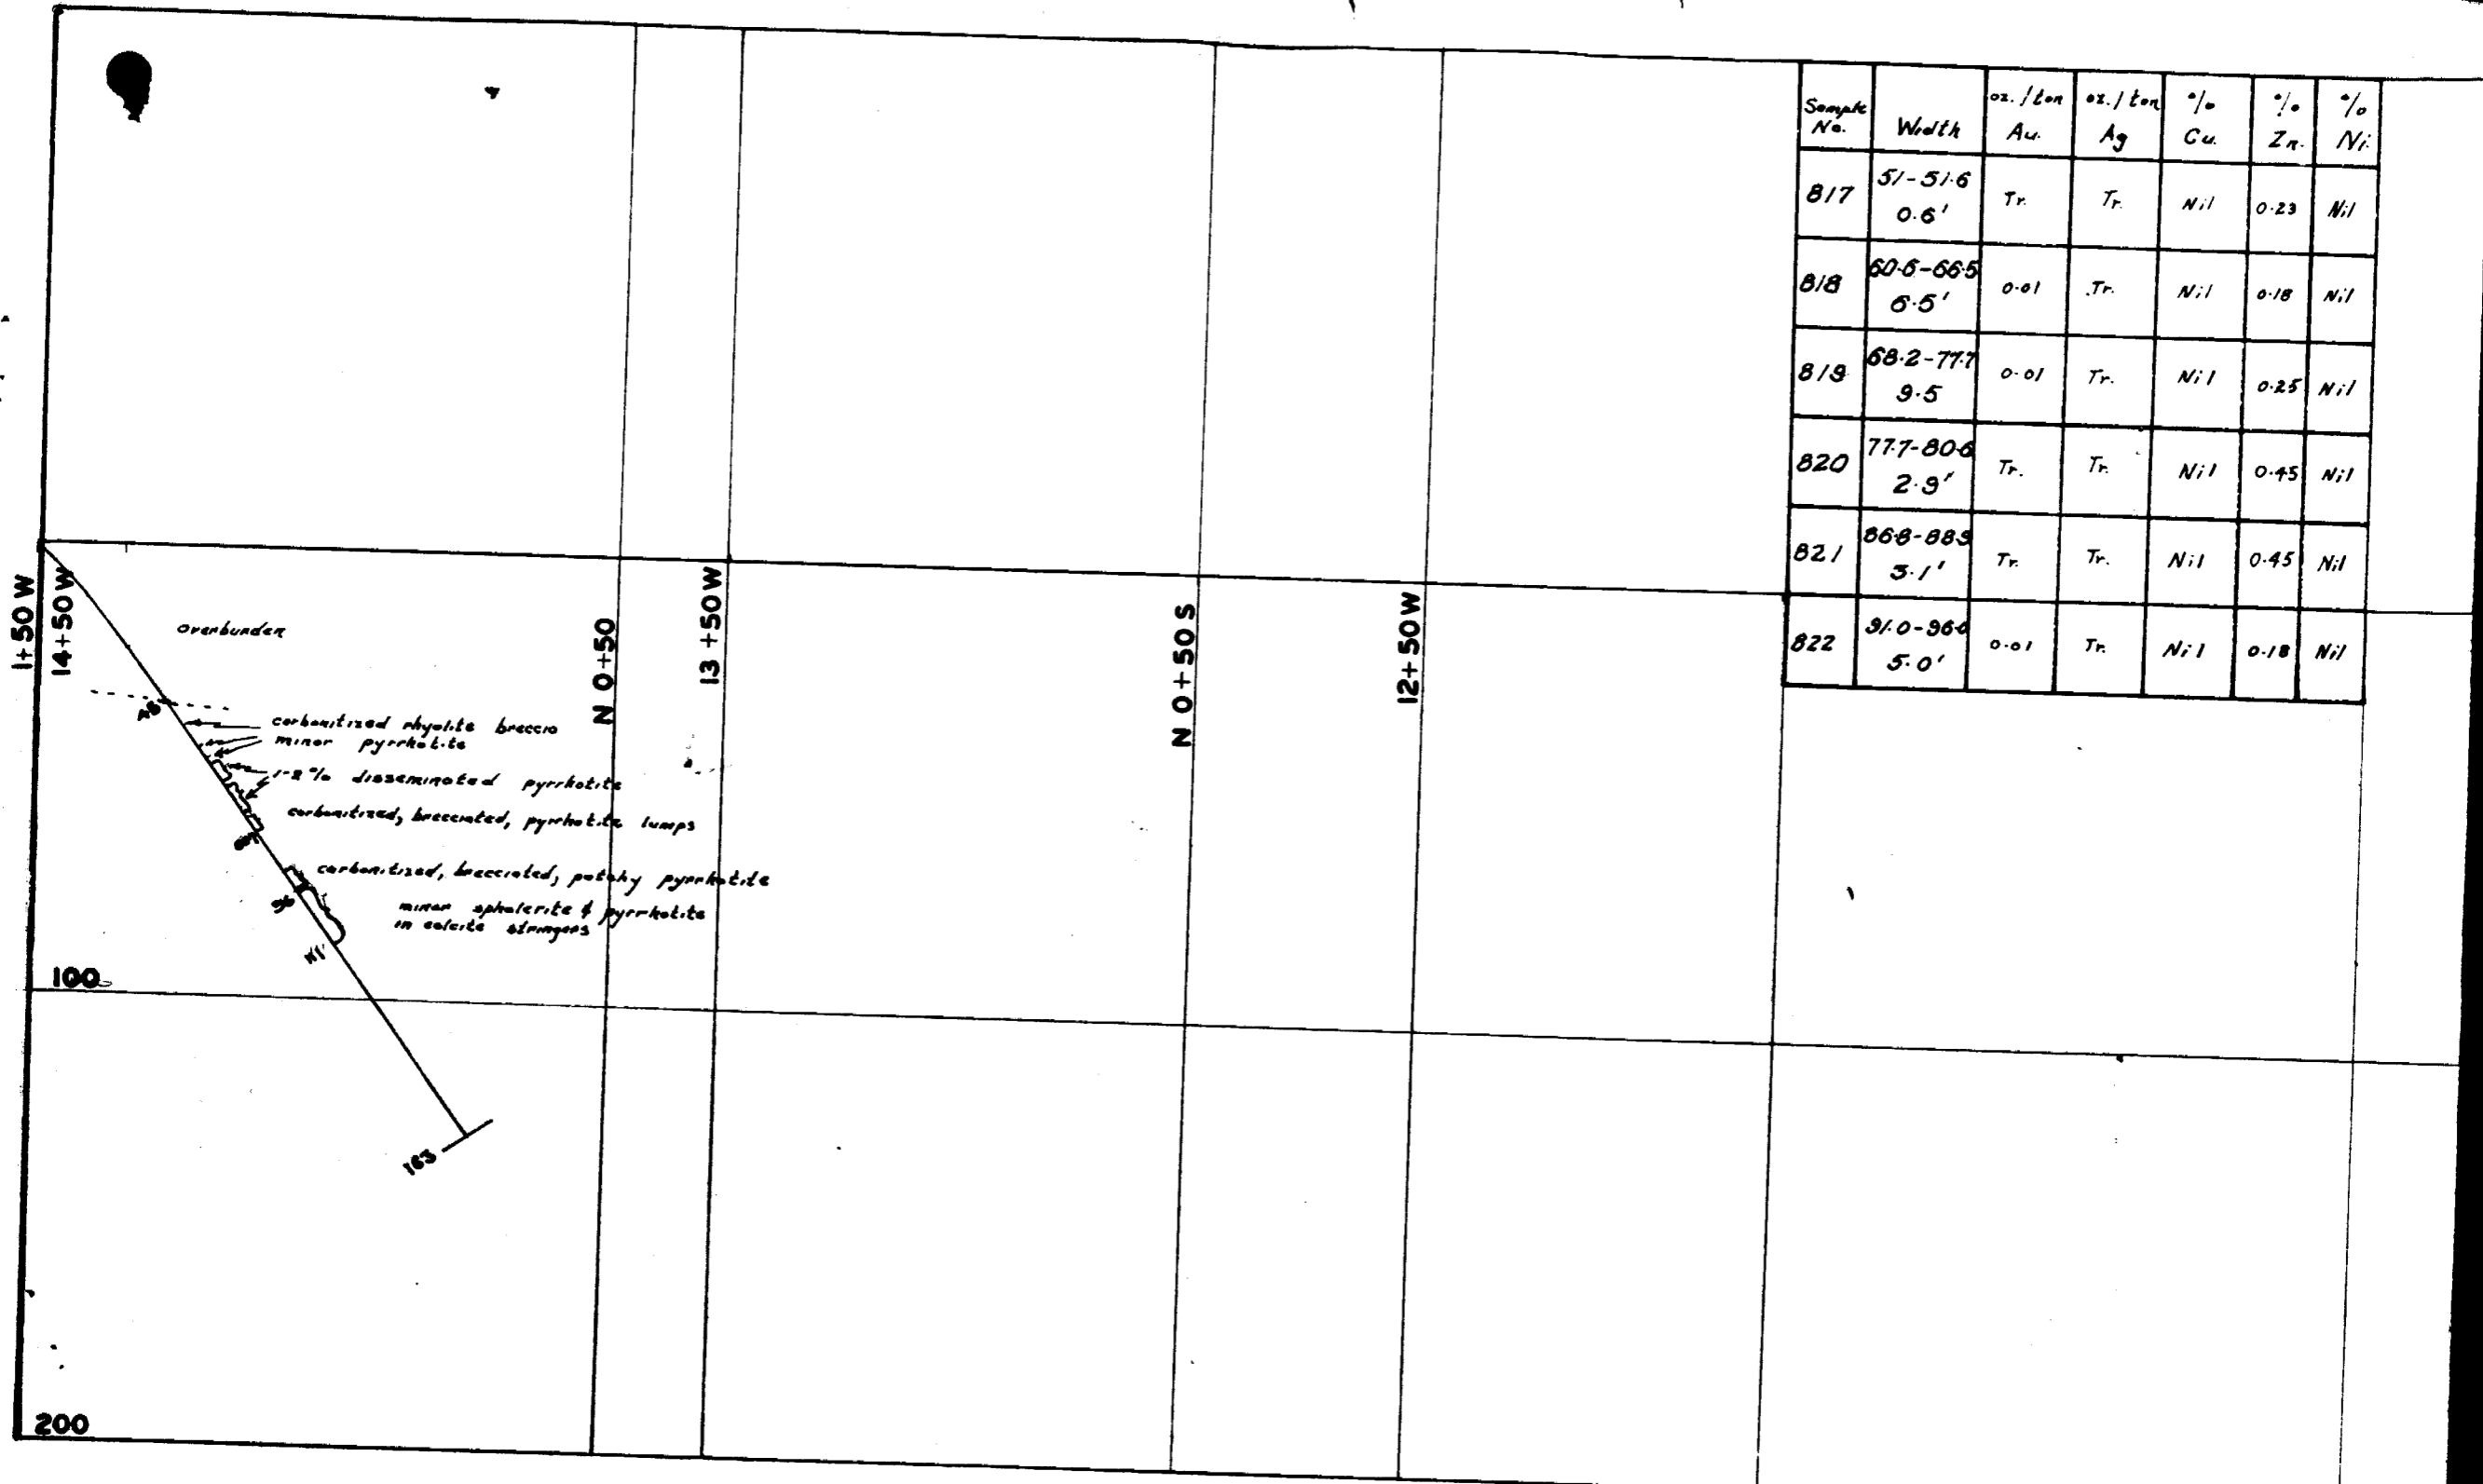 Sample No. Width oz./ton Au. oz./ton Ag % Cu. % Zn. % Ni.
817 51-51.6 0.6' Tr. Tr. Nil 0.23 Nil
818 60.6-66.5 6.5' 0.01 Tr. Nil 0.18 Nil
819 68.2-77.7 9.5 0.01 Tr. Nil 0.25 Nil
820 77.7-80.6 2.9' Tr. Tr. Nil 0.45 Nil
821 86.8-88.9 3.1' Tr. Tr. Nil 0.45 Nil
822 91.0-96.0 5.0' 0.01 Tr. Nil 0.18 Nil
1+50 W
14+50 W
N 0+50
13+50W
N 0+50 S
12+50W
overburden
carbonitized rhyolite breccia
minor pyrrhotite
1-2% disseminated pyrrhotite
carbonitized, brecciated, pyrrhotite lumps
carbonitized, brecciated, patchy pyrrhotite
minor sphalerite & pyrrhotite
in calcite stringers
100
163
200